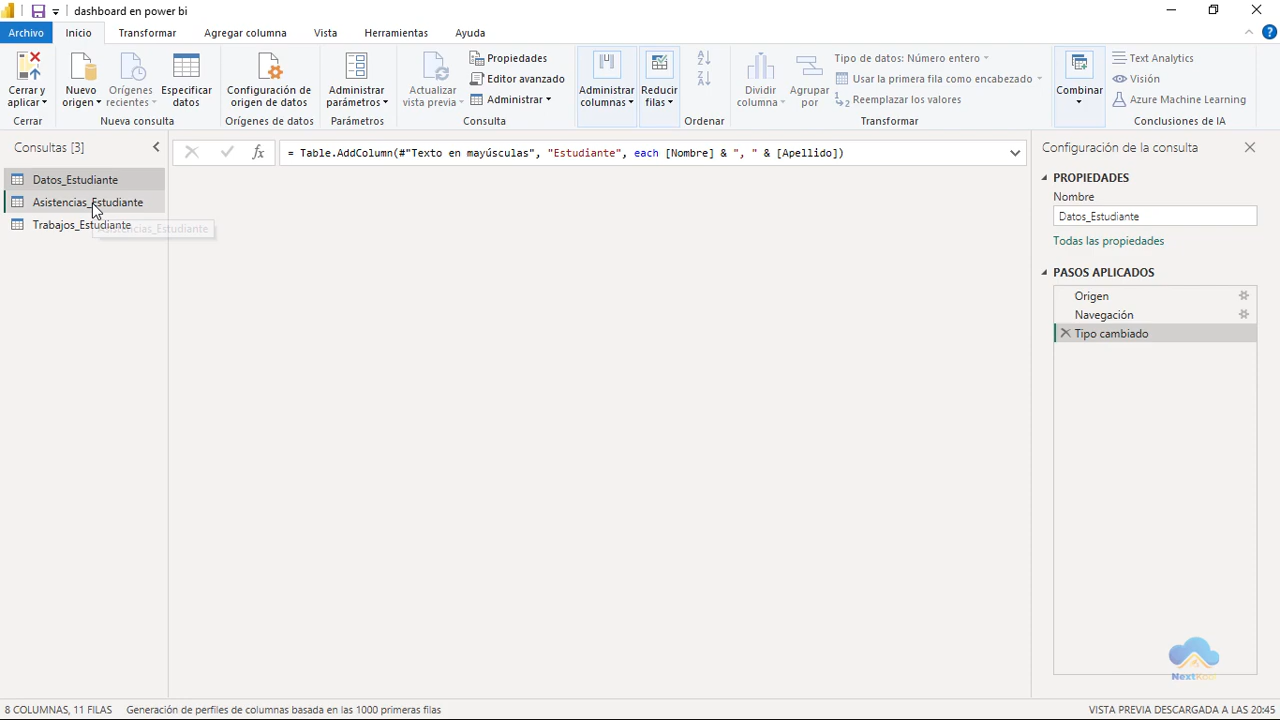 dashboard en power bi
Archivo Inicio Transformar Agregar columna Vista Herramientas Ayuda
Cerrar y aplicar
Cerrar
Nuevo origen
Orígenes recientes
Especificar datos
Nueva consulta
Configuración de origen de datos
Orígenes de datos
Administrar parámetros
Parámetros
Actualizar vista previa
Propiedades
Editor avanzado
Administrar
Consulta
Administrar columnas
Reducir filas
Ordenar
Dividir columna
Agrupar por
Tipo de datos: Número entero
Usar la primera fila como encabezado
Reemplazar los valores
Transformar
Combinar
Text Analytics
Visión
Azure Machine Learning
Conclusiones de IA
Consultas [3]
Datos_Estudiante
Asistencias_Estudiante
Trabajos_Estudiante
Asistencias_Estudiante
= Table.AddColumn(#"Texto en mayúsculas", "Estudiante", each [Nombre] & ", " & [Apellido])
Configuración de la consulta
PROPIEDADES
Nombre
Datos_Estudiante
Todas las propiedades
PASOS APLICADOS
Origen
Navegación
Tipo cambiado
8 COLUMNAS, 11 FILAS Generación de perfiles de columnas basada en las 1000 primeras filas
VISTA PREVIA DESCARGADA A LAS 20:45